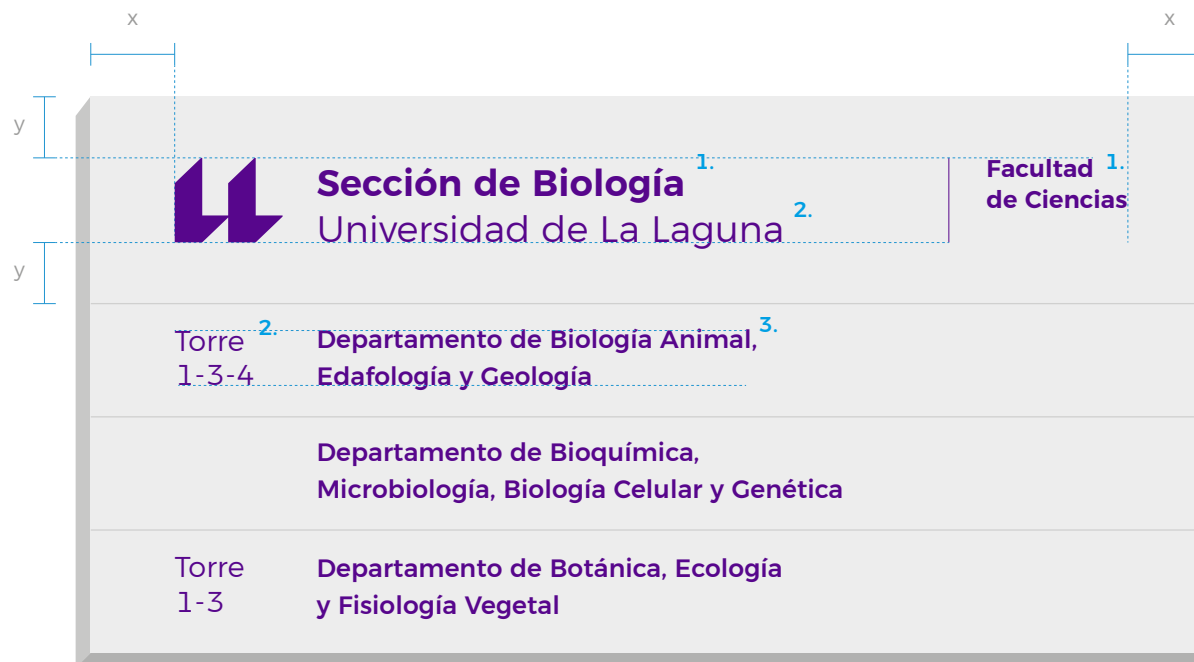 x
x
y
Sección de Biología 1.
Universidad de La Laguna 2.
Facultad 1.
de Ciencias
y
Torre 2.
1-3-4
Departamento de Biología Animal, 3.
Edafología y Geología
Departamento de Bioquímica,
Microbiología, Biología Celular y Genética
Torre
1-3
Departamento de Botánica, Ecología
y Fisiología Vegetal